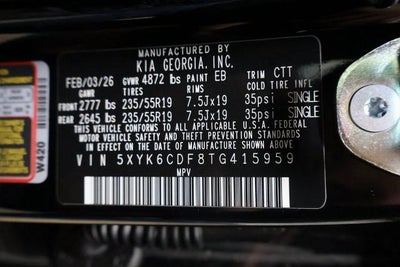 MANUFACTURED BY
KIA GEORGIA, INC.
FEB/03/26 GVWR 4872 lbs PAINT EB TRIM CTT
GAWR TIRES RIMS COLD TIRE INFL
FRONT 2777 lbs 235/55R19 7.5Jx19 35psi SINGLE
REAR 2645 lbs 235/55R19 7.5Jx19 35psi SINGLE
THIS VEHICLE CONFORMS TO ALL APPLICABLE U.S.A. FEDERAL
MOTOR VEHICLE SAFETY AND THEFT PREVENTION STANDARDS
IN EFFECT ON THE DATE OF MANUFACTURE SHOWN ABOVE.
VIN 5XYK6CDF8TG415959
MPV
W420